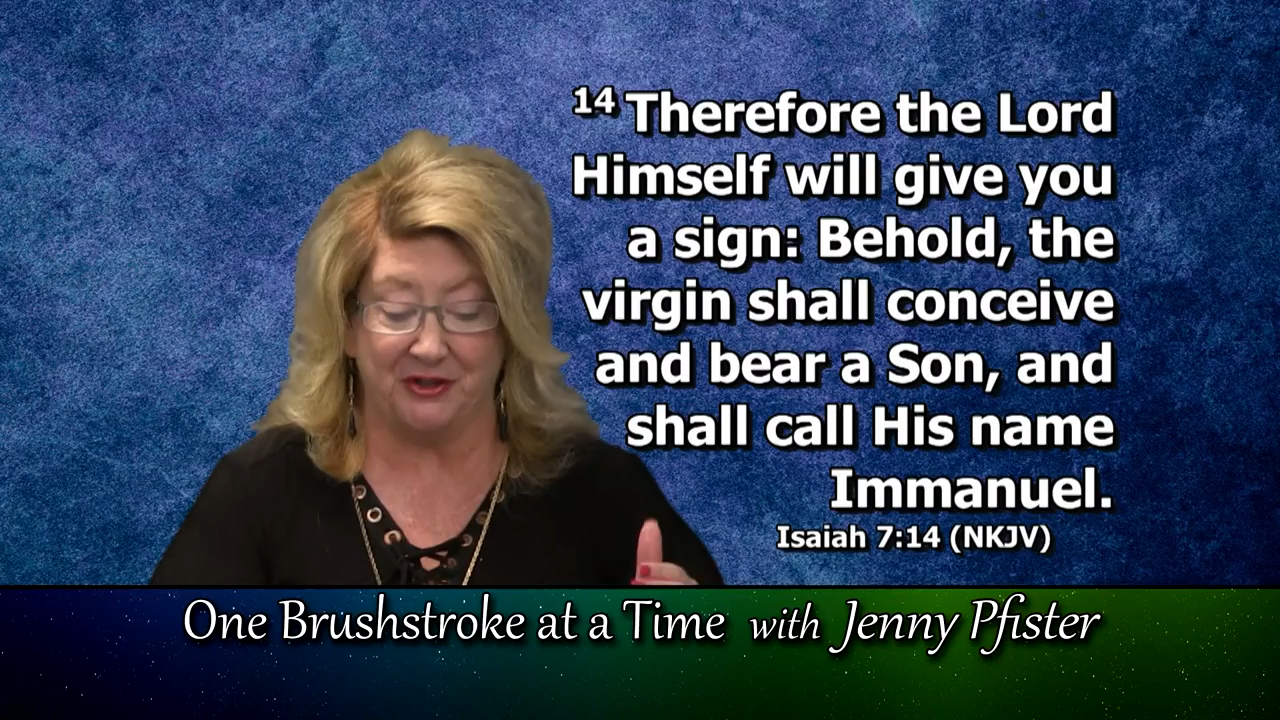 14 Therefore the Lord
Himself will give you
a sign: Behold, the
virgin shall conceive
and bear a Son, and
shall call His name
Immanuel.
Isaiah 7:14 (NKJV)
One Brushstroke at a Time with Jenny Pfister